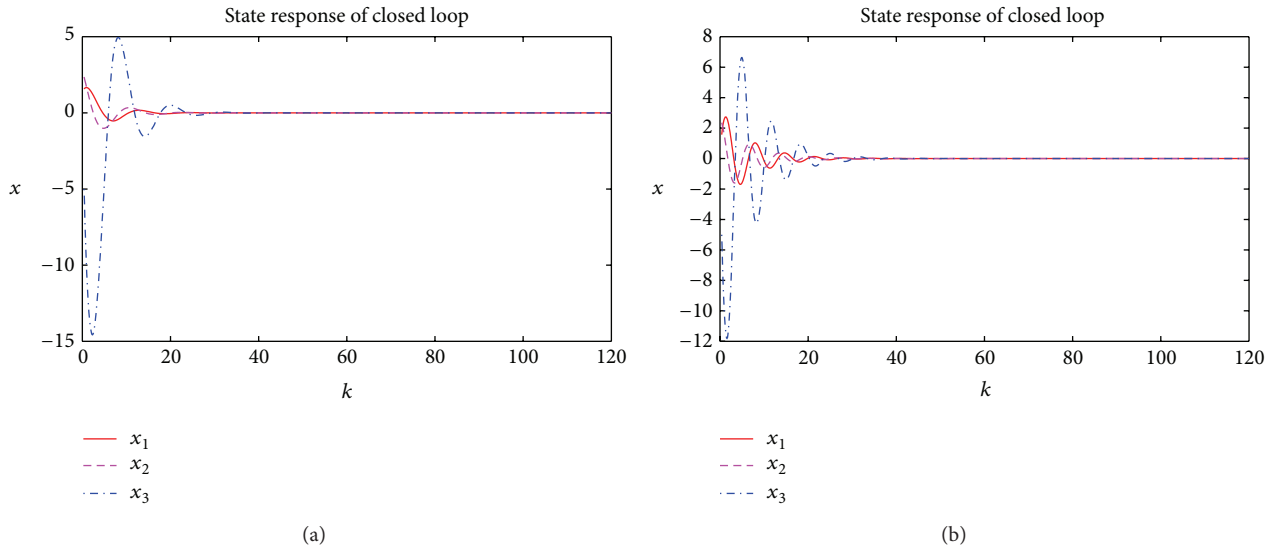 State response of closed loop
5
0
−5
−10
−15
x
0 20 40 60 80 100 120
k
x1
x2
x3
(a)
State response of closed loop
8
6
4
2
0
−2
−4
−6
−8
−10
−12
x
0 20 40 60 80 100 120
k
x1
x2
x3
(b)